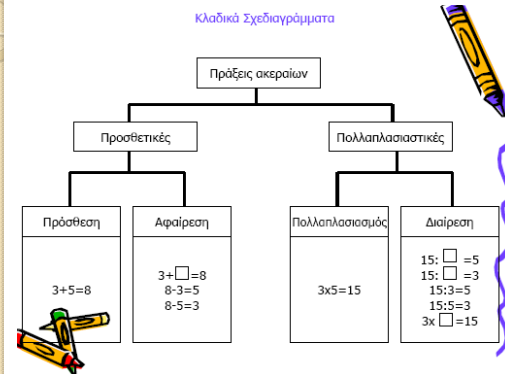 Κλαδικά Σχεδιαγράμματα
Πράξεις ακεραίων
Προσθετικές
Πολλαπλασιαστικές
Πρόσθεση
3+5=8
Αφαίρεση
3+□=8
8-3=5
8-5=3
Πολλαπλασιασμός
3x5=15
Διαίρεση
15: □ =5
15: □ =3
15:3=5
15:5=3
3x □=15